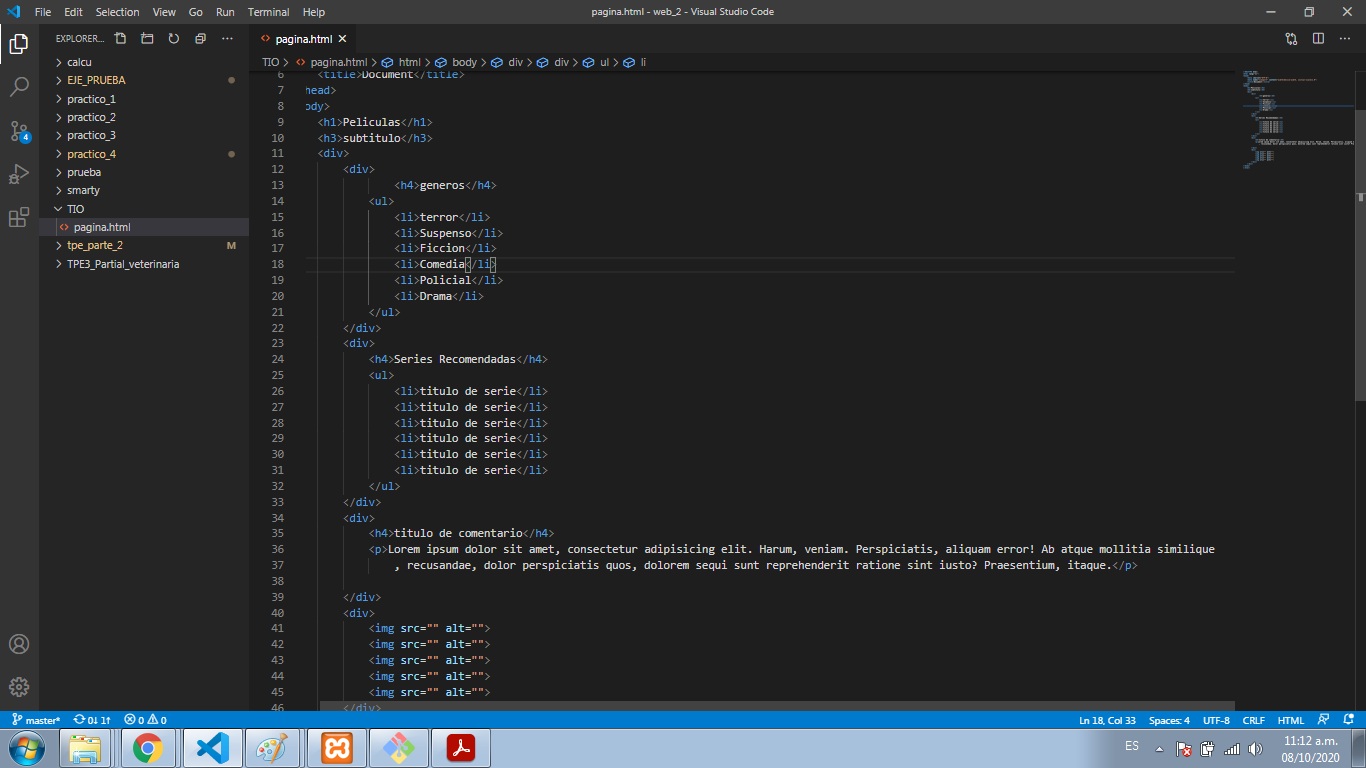 File Edit Selection View Go Run Terminal Help
pagina.html - web_2 - Visual Studio Code
EXPLORER...
calcu
EJE_PRUEBA
practico_1
practico_2
practico_3
practico_4
prueba
smarty
TIO
pagina.html
tpe_parte_2 M
TPE3_Partial_veterinaria
4
pagina.html
TIO > pagina.html > html > body > div > div > ul > li
6 <title>Document</title>
7 head>
8 ody>
9 <h1>Peliculas</h1>
10 <h3>subtitulo</h3>
11 <div>
12 <div>
13 <h4>generos</h4>
14 <ul>
15 <li>terror</li>
16 <li>Suspenso</li>
17 <li>Ficcion</li>
18 <li>Comedia</li>
19 <li>Policial</li>
20 <li>Drama</li>
21 </ul>
22 </div>
23 <div>
24 <h4>Series Recomendadas</h4>
25 <ul>
26 <li>titulo de serie</li>
27 <li>titulo de serie</li>
28 <li>titulo de serie</li>
29 <li>titulo de serie</li>
30 <li>titulo de serie</li>
31 <li>titulo de serie</li>
32 </ul>
33 </div>
34 <div>
35 <h4>titulo de comentario</h4>
36 <p>Lorem ipsum dolor sit amet, consectetur adipisicing elit. Harum, veniam. Perspiciatis, aliquam error! Ab atque mollitia similique
37 , recusandae, dolor perspiciatis quos, dolorem sequi sunt reprehenderit ratione sint iusto? Praesentium, itaque.</p>
38
39 </div>
40 <div>
41 <img src="" alt="">
42 <img src="" alt="">
43 <img src="" alt="">
44 <img src="" alt="">
45 <img src="" alt="">
46 </div>
master* 0↓ 1↑ 0 0
Ln 18, Col 33 Spaces: 4 UTF-8 CRLF HTML
ES
11:12 a.m.
08/10/2020